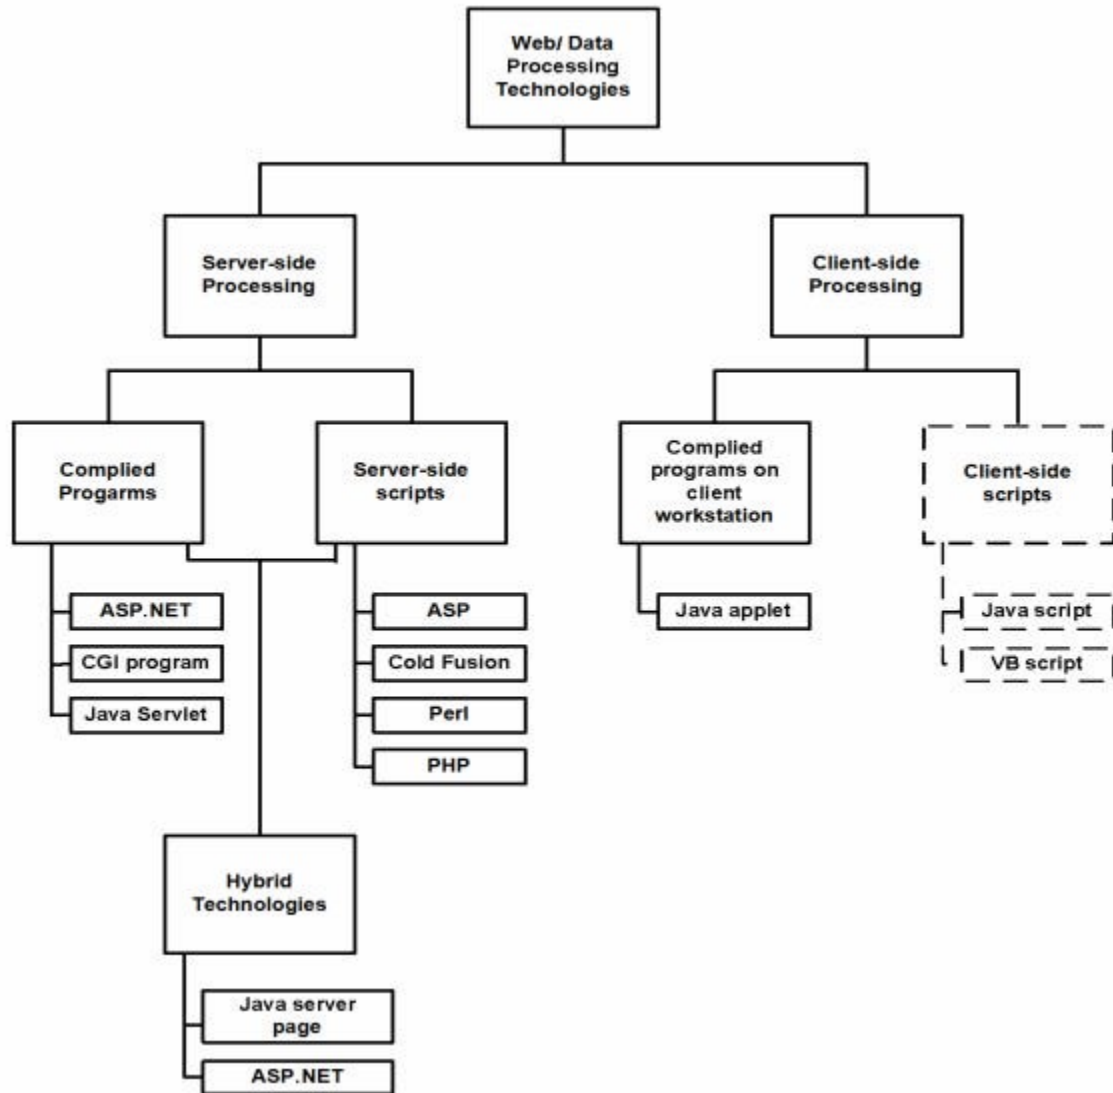 Web/ Data
Processing
Technologies
Server-side
Processing
Client-side
Processing
Complied
Progarms
Server-side
scripts
Complied
programs on
client
workstation
Client-side
scripts
ASP.NET
CGI program
Java Servlet
ASP
Cold Fusion
Perl
PHP
Java applet
Java script
VB script
Hybrid
Technologies
Java server
page
ASP.NET